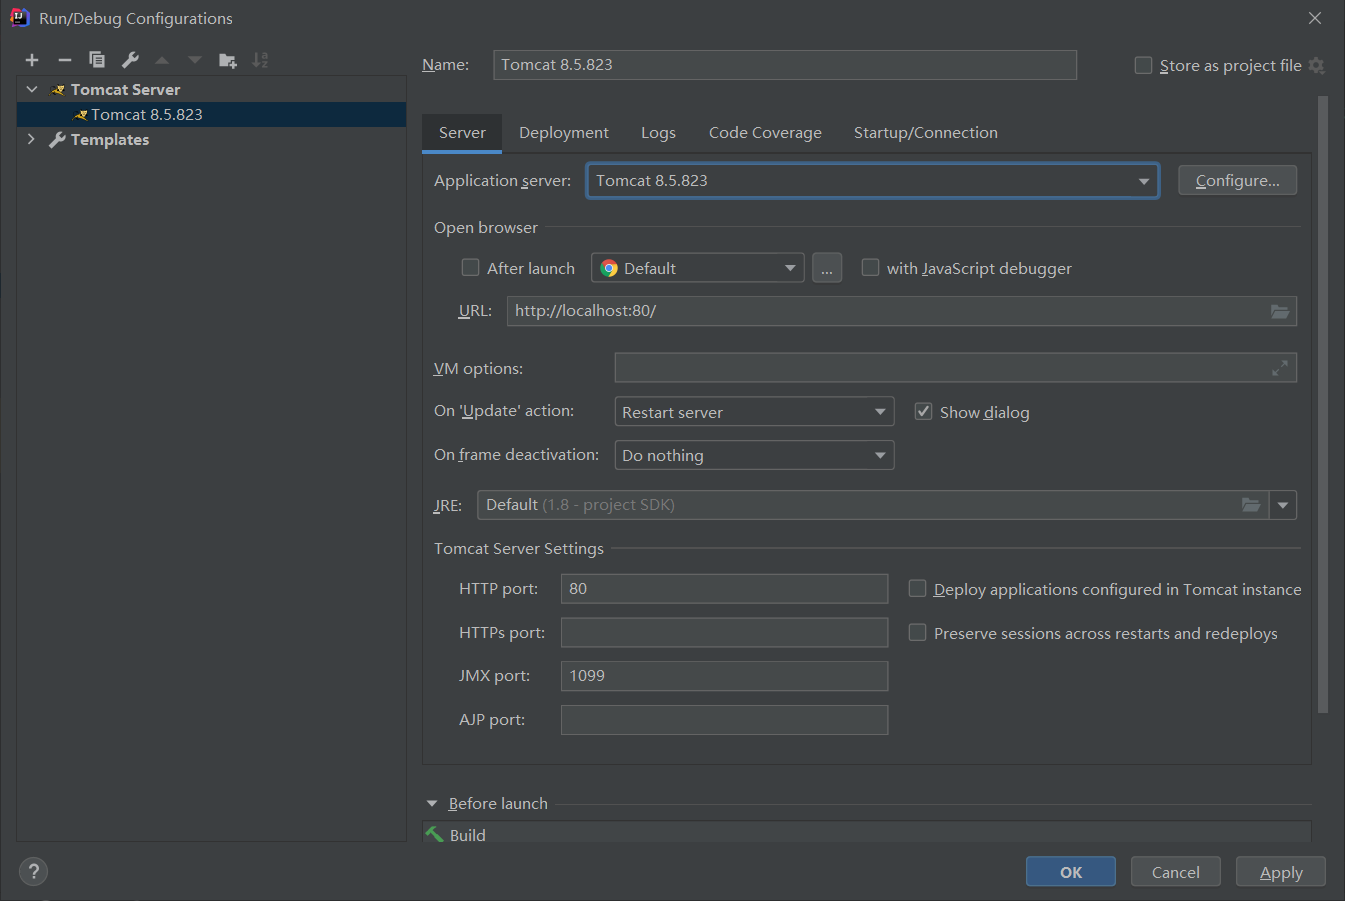 Run/Debug Configurations
Name: Tomcat 8.5.823 Store as project file
Tomcat Server
Tomcat 8.5.823
Templates
Server Deployment Logs Code Coverage Startup/Connection
Application server: Tomcat 8.5.823 Configure...
Open browser
After launch Default ... with JavaScript debugger
URL: http://localhost:80/
VM options:
On 'Update' action: Restart server Show dialog
On frame deactivation: Do nothing
JRE: Default (1.8 - project SDK)
Tomcat Server Settings
HTTP port: 80 Deploy applications configured in Tomcat instance
HTTPs port: Preserve sessions across restarts and redeploys
JMX port: 1099
AJP port:
Before launch
Build
? OK Cancel Apply